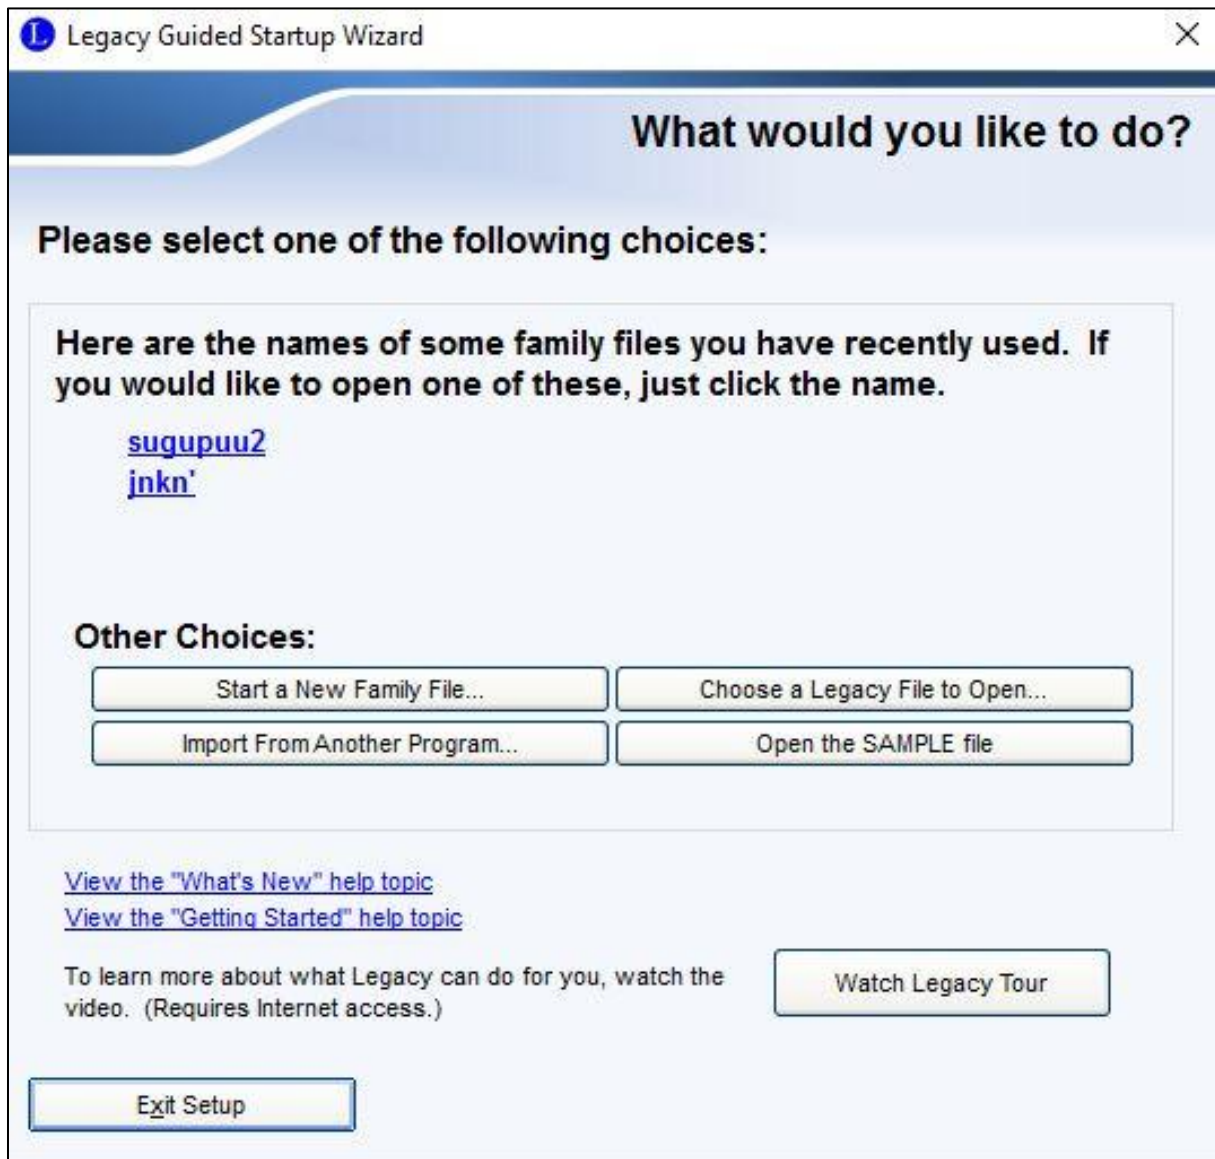 Legacy Guided Startup Wizard
What would you like to do?
Please select one of the following choices:
Here are the names of some family files you have recently used. If
you would like to open one of these, just click the name.
sugupuu2
jnkn'
Other Choices:
Start a New Family File...
Choose a Legacy File to Open...
Import From Another Program...
Open the SAMPLE file
View the "What's New" help topic
View the "Getting Started" help topic
To learn more about what Legacy can do for you, watch the
video. (Requires Internet access.)
Watch Legacy Tour
Exit Setup